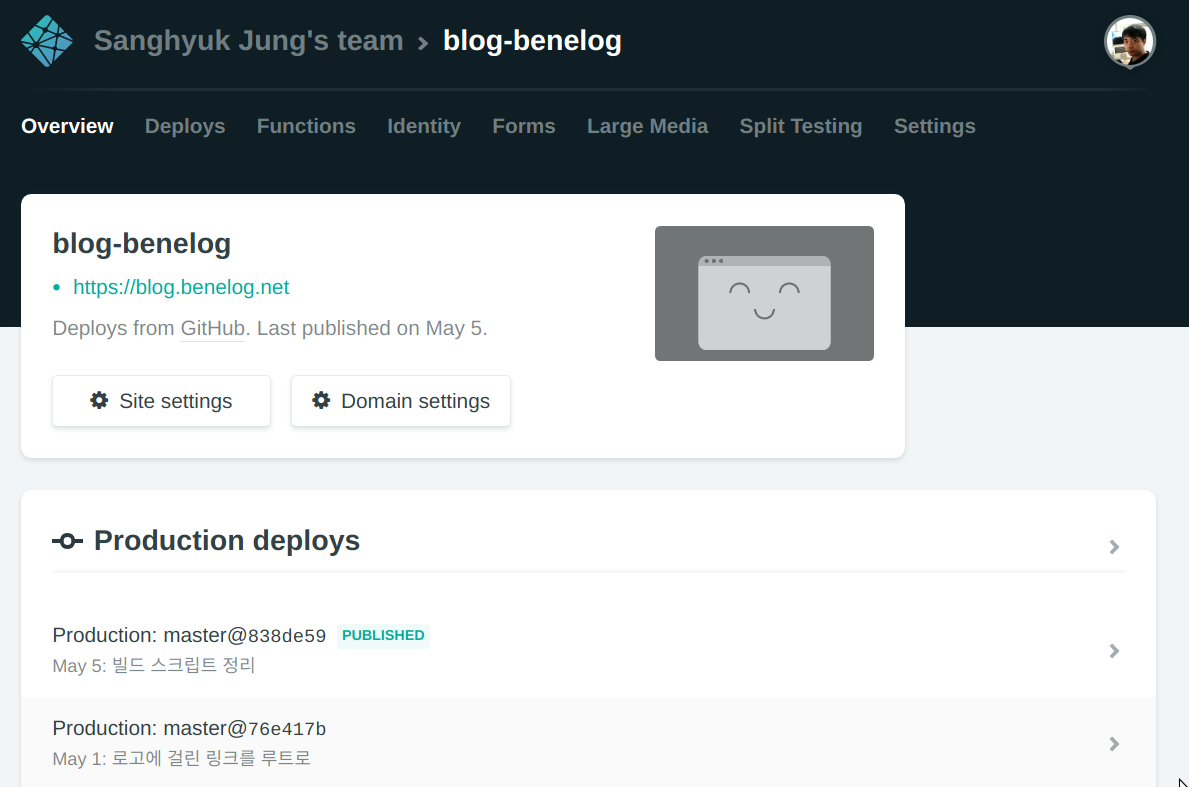 Sanghyuk Jung's team > blog-benelog
Overview Deploys Functions Identity Forms Large Media Split Testing Settings
blog-benelog
• https://blog.benelog.net
Deploys from GitHub. Last published on May 5.
Site settings Domain settings
Production deploys
Production: master@838de59 PUBLISHED
May 5: 빌드 스크립트 정리
Production: master@76e417b
May 1: 로고에 걸린 링크를 루트로